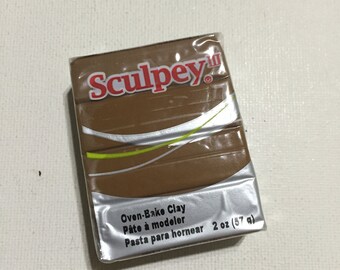 Sculpey III
Oven-Bake Clay
Pâte à modeler
Pasta para hornear 2 oz (57 g)